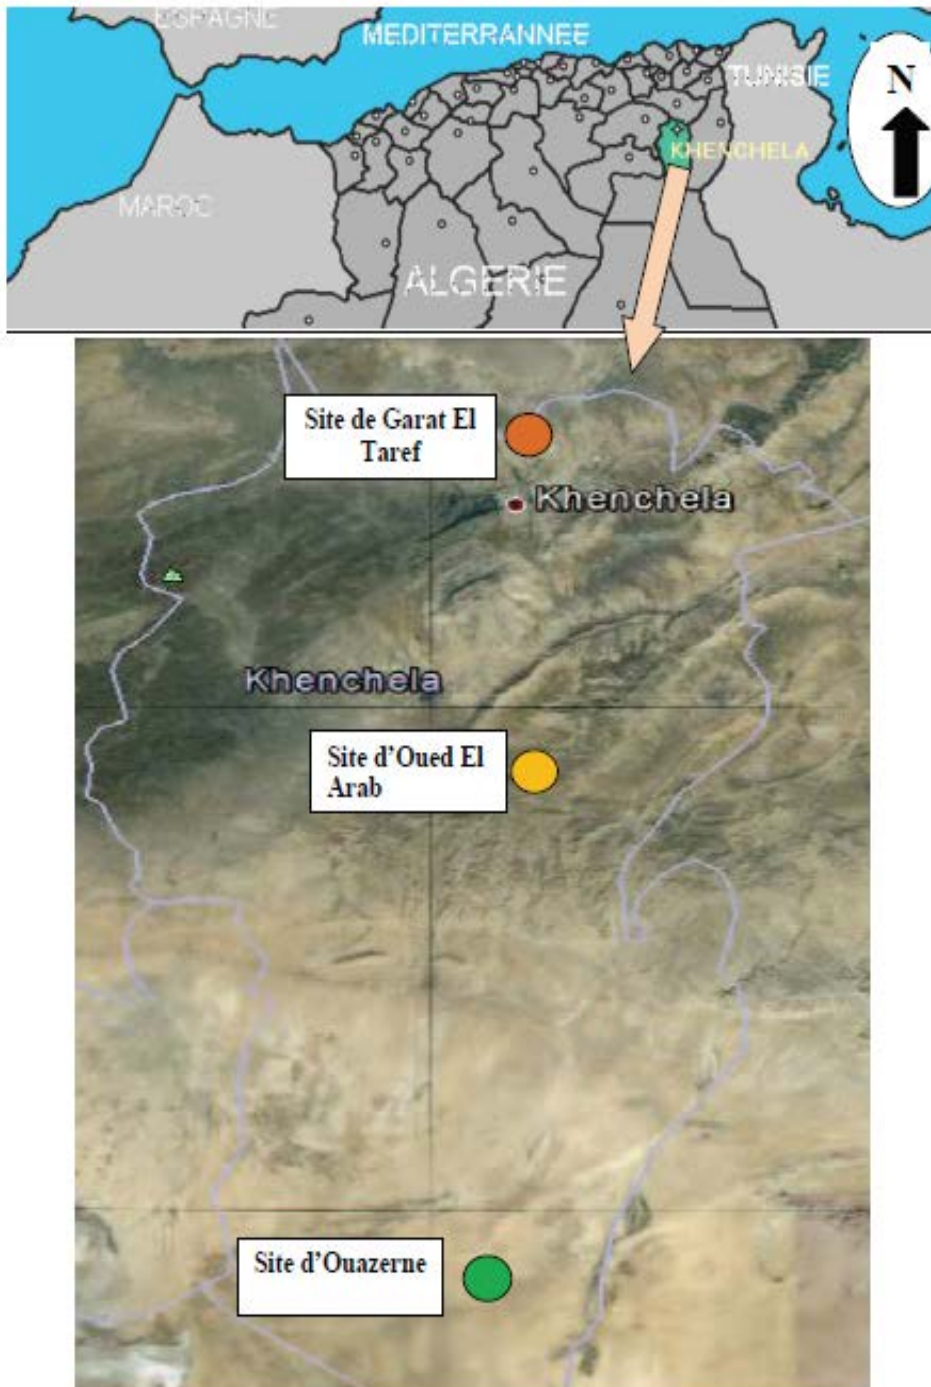 ESPAGNE
MEDITERRANNEE
TUNISIE
N
KHENCHELA
MAROC
ALGERIE
Site de Garat El
Taref
Khenchela
Khenchela
Site d'Oued El
Arab
Site d'Ouazerne